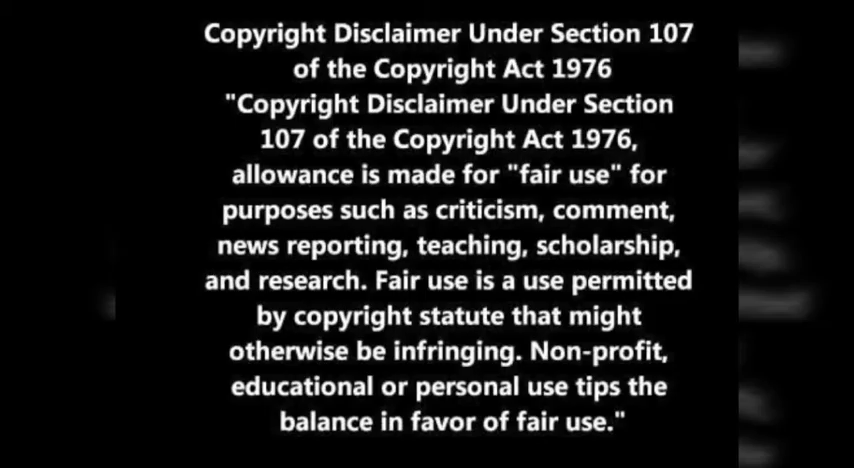 Copyright Disclaimer Under Section 107
of the Copyright Act 1976
"Copyright Disclaimer Under Section
107 of the Copyright Act 1976,
allowance is made for "fair use" for
purposes such as criticism, comment,
news reporting, teaching, scholarship,
and research. Fair use is a use permitted
by copyright statute that might
otherwise be infringing. Non-profit,
educational or personal use tips the
balance in favor of fair use."